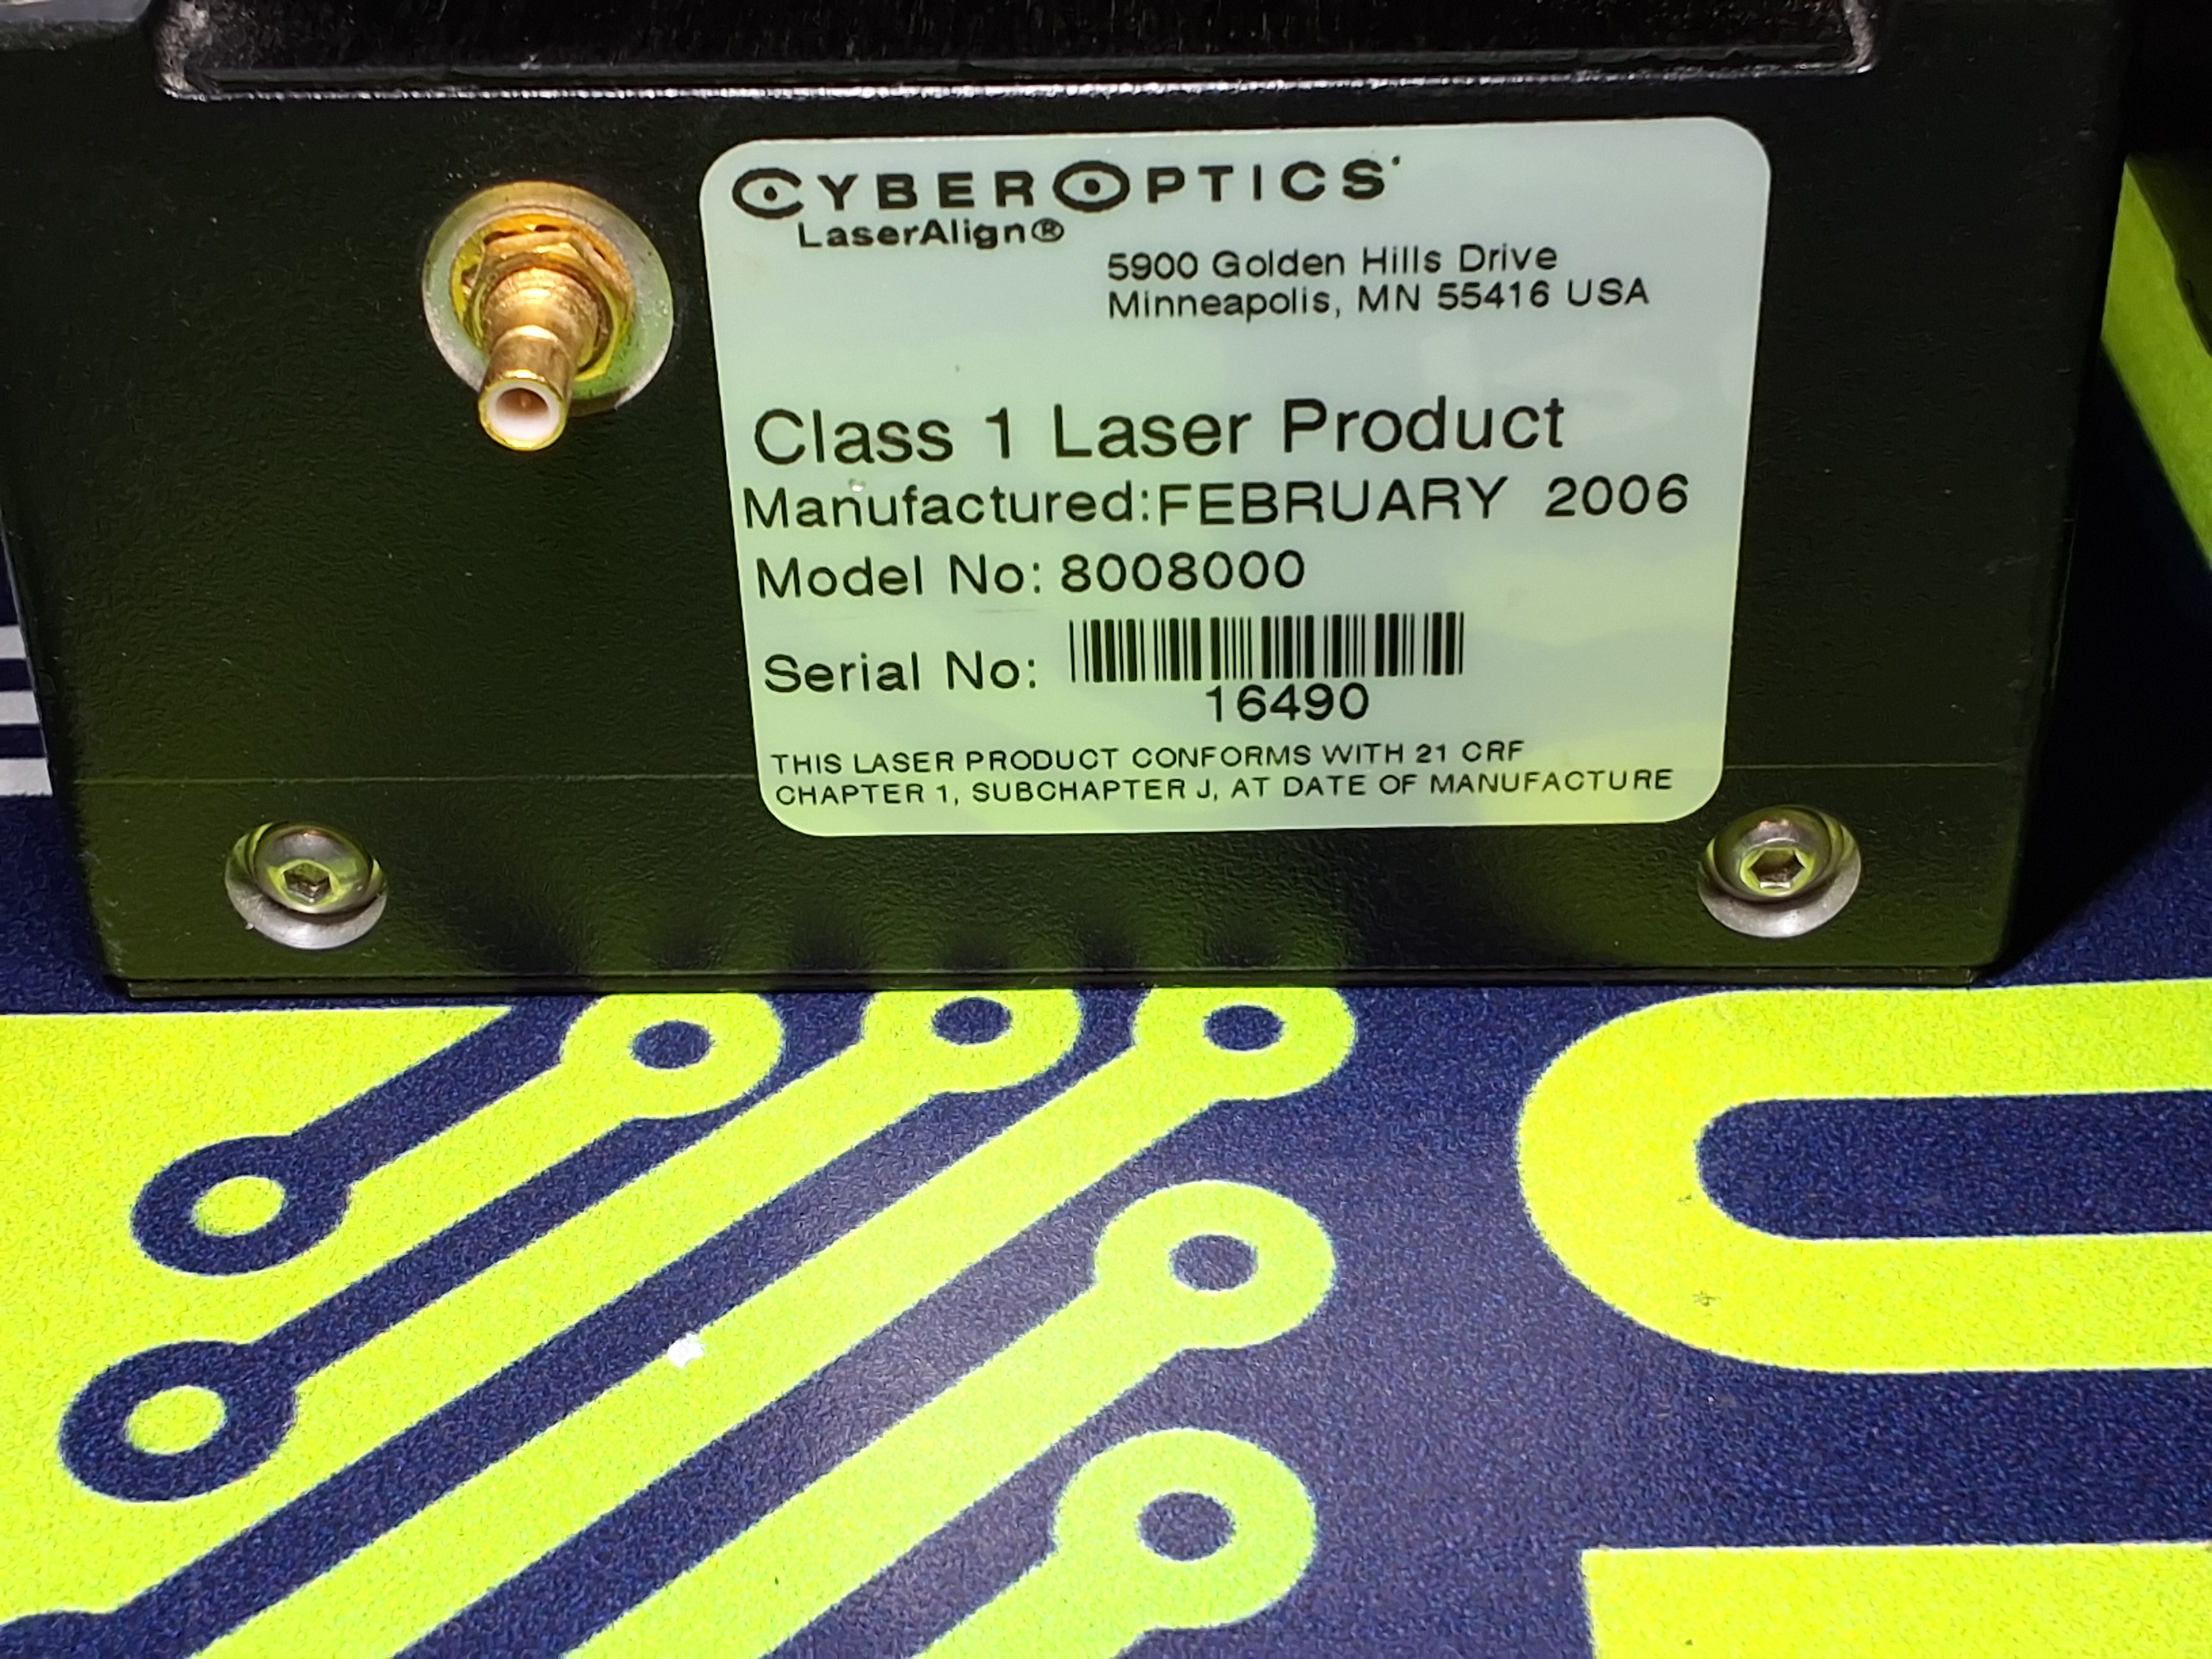 CYBEROPTICS
LaserAlign®
5900 Golden Hills Drive
Minneapolis, MN 55416 USA
Class 1 Laser Product
Manufactured:FEBRUARY 2006
Model No: 8008000
Serial No:
16490
THIS LASER PRODUCT CONFORMS WITH 21 CRF
CHAPTER 1, SUBCHAPTER J, AT DATE OF MANUFACTURE